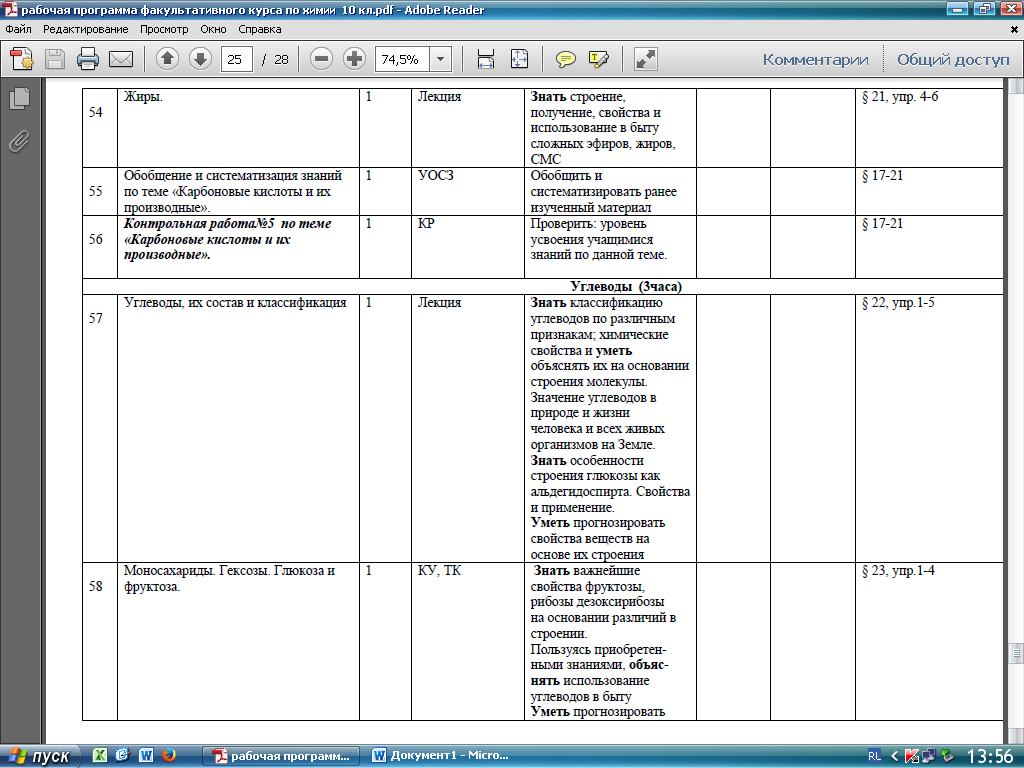 рабочая программа факультативного курса по химии 10 кл.pdf - Adobe Reader
Файл Редактирование Просмотр Окно Справка
25 / 28 74,5% Комментарии Общий доступ
54 Жиры. 1 Лекция Знать строение, § 21, упр. 4-6
получение, свойства и
использование в быту
сложных эфиров, жиров,
СМС
55 Обобщение и систематизация знаний 1 УОСЗ Обобщить и § 17-21
по теме «Карбоновые кислоты и их систематизировать ранее
производные». изученный материал
56 Контрольная работа№5 по теме 1 КР Проверить: уровень § 17-21
«Карбоновые кислоты и их усвоения учащимися
производные». знаний по данной теме.
Углеводы (3часа)
57 Углеводы, их состав и классификация 1 Лекция Знать классификацию § 22, упр.1-5
углеводов по различным
признакам; химические
свойства и уметь
объяснять их на основании
строения молекулы.
Значение углеводов в
природе и жизни
человека и всех живых
организмов на Земле.
Знать особенности
строения глюкозы как
альдегидоспирта. Свойства
и применение.
Уметь прогнозировать
свойства веществ на
основе их строения
58 Моносахариды. Гексозы. Глюкоза и 1 КУ, ТК Знать важнейшие § 23, упр.1-4
фруктоза. свойства фруктозы,
рибозы дезоксирибозы
на основании различий в
строении.
Пользуясь приобретен-
ными знаниями, объяс-
нять использование
углеводов в быту
Уметь прогнозировать
пуск рабочая программ... Документ1 - Micro... RL 13:56